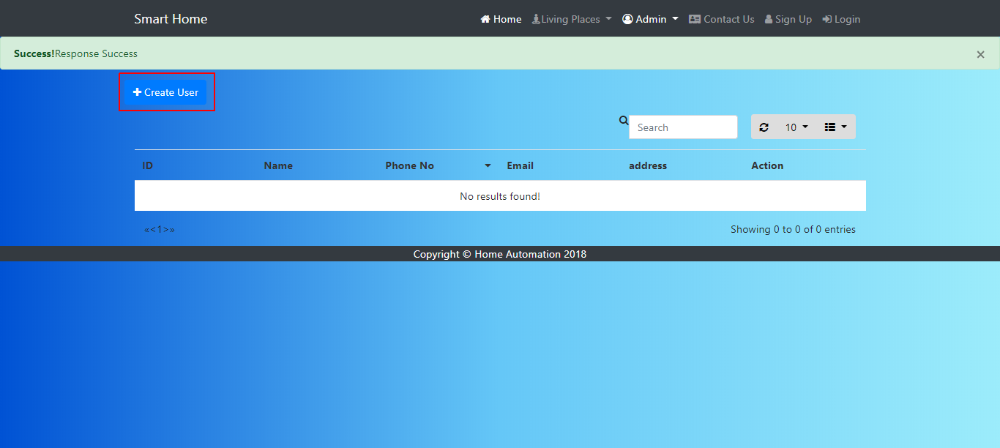 Smart Home Home Living Places Admin Contact Us Sign Up Login
Success!Response Success ×
Create User
Search 10
ID Name Phone No Email address Action
No results found!
«<1>» Showing 0 to 0 of 0 entries
Copyright © Home Automation 2018